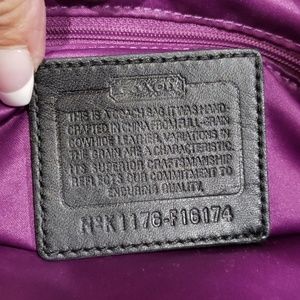 COACH
THIS IS A COACH BAG. IT WAS HAND-
CRAFTED IN CHINA FROM FULL-GRAIN
COWHIDE LEATHER. VARIATIONS IN
THE GRAIN ARE A CHARACTERISTIC.
ITS SUPERIOR CRAFTSMANSHIP
REFLECTS OUR COMMITMENT TO
ENDURING QUALITY.
NºK1176-F16174